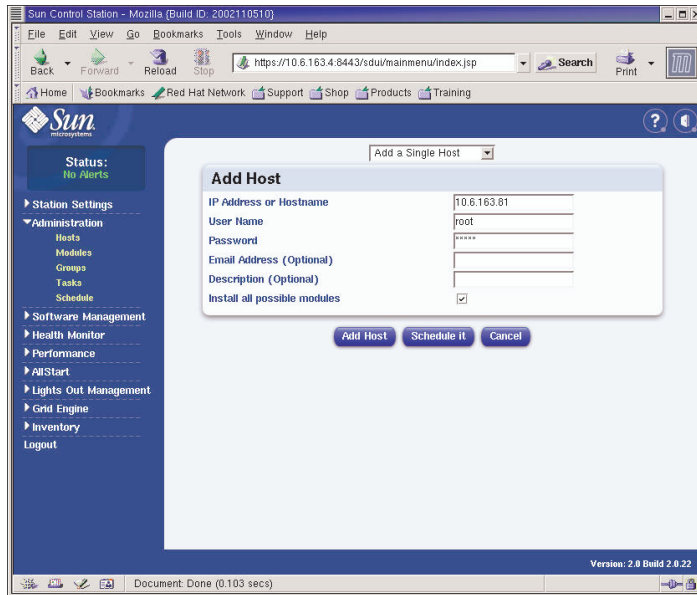 Sun Control Station - Mozilla {Build ID: 2002110510}
File Edit View Go Bookmarks Tools Window Help
Back Forward Reload Stop https://10.6.163.4:8443/sdui/mainmenu/index.jsp Search Print
Home Bookmarks Red Hat Network Support Shop Products Training
Sun
microsystems
?
Status:
No Alerts
Add a Single Host
Add Host
IP Address or Hostname 10.6.163.81
User Name root
Password *****
Email Address (Optional)
Description (Optional)
Install all possible modules
Add Host Schedule it Cancel
Station Settings
Administration
Hosts
Modules
Groups
Tasks
Schedule
Software Management
Health Monitor
Performance
AllStart
Lights Out Management
Grid Engine
Inventory
Logout
Version: 2.0 Build 2.0.22
Document: Done (0.103 secs)